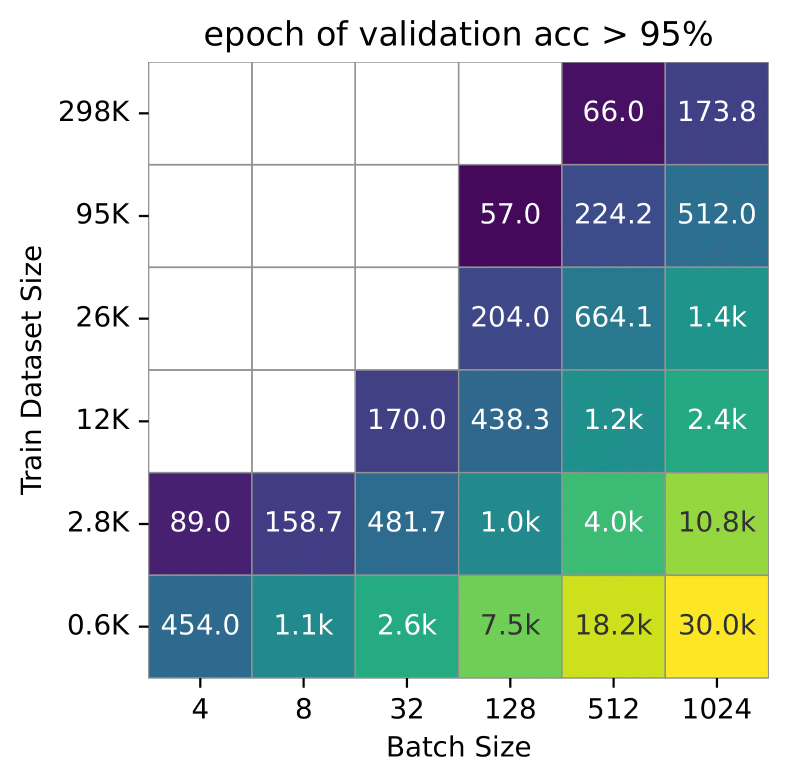 epoch of validation acc > 95%
298K 66.0 173.8
95K 57.0 224.2 512.0
26K 204.0 664.1 1.4k
12K 170.0 438.3 1.2k 2.4k
2.8K 89.0 158.7 481.7 1.0k 4.0k 10.8k
0.6K 454.0 1.1k 2.6k 7.5k 18.2k 30.0k
4 8 32 128 512 1024
Batch Size
Train Dataset Size